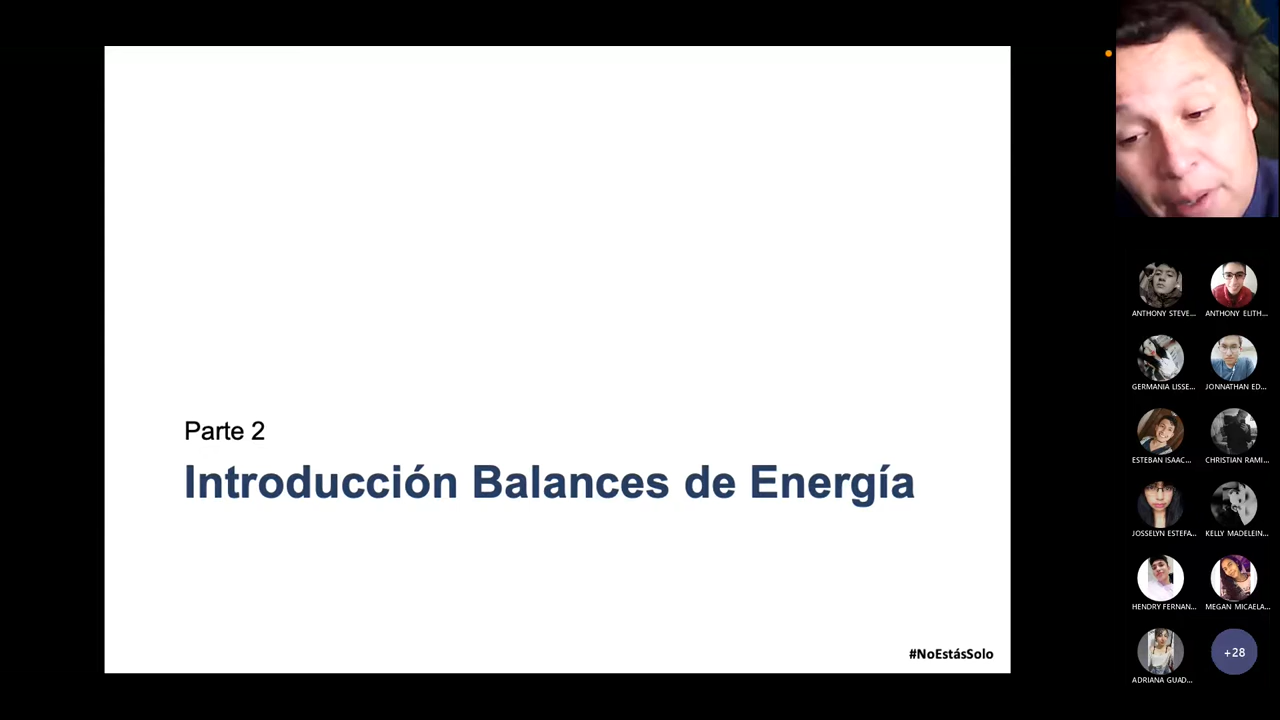 Parte 2
Introducción Balances de Energía
#NoEstásSolo
ANTHONY STEVE...
ANTHONY ELITH...
GERMANIA LISSE...
JONNATHAN ED...
ESTEBAN ISAAC...
CHRISTIAN RAMI...
JOSSELYN ESTEFA...
KELLY MADELEIN...
HENDRY FERNAN...
MEGAN MICAELA...
ADRIANA GUAD...
+28